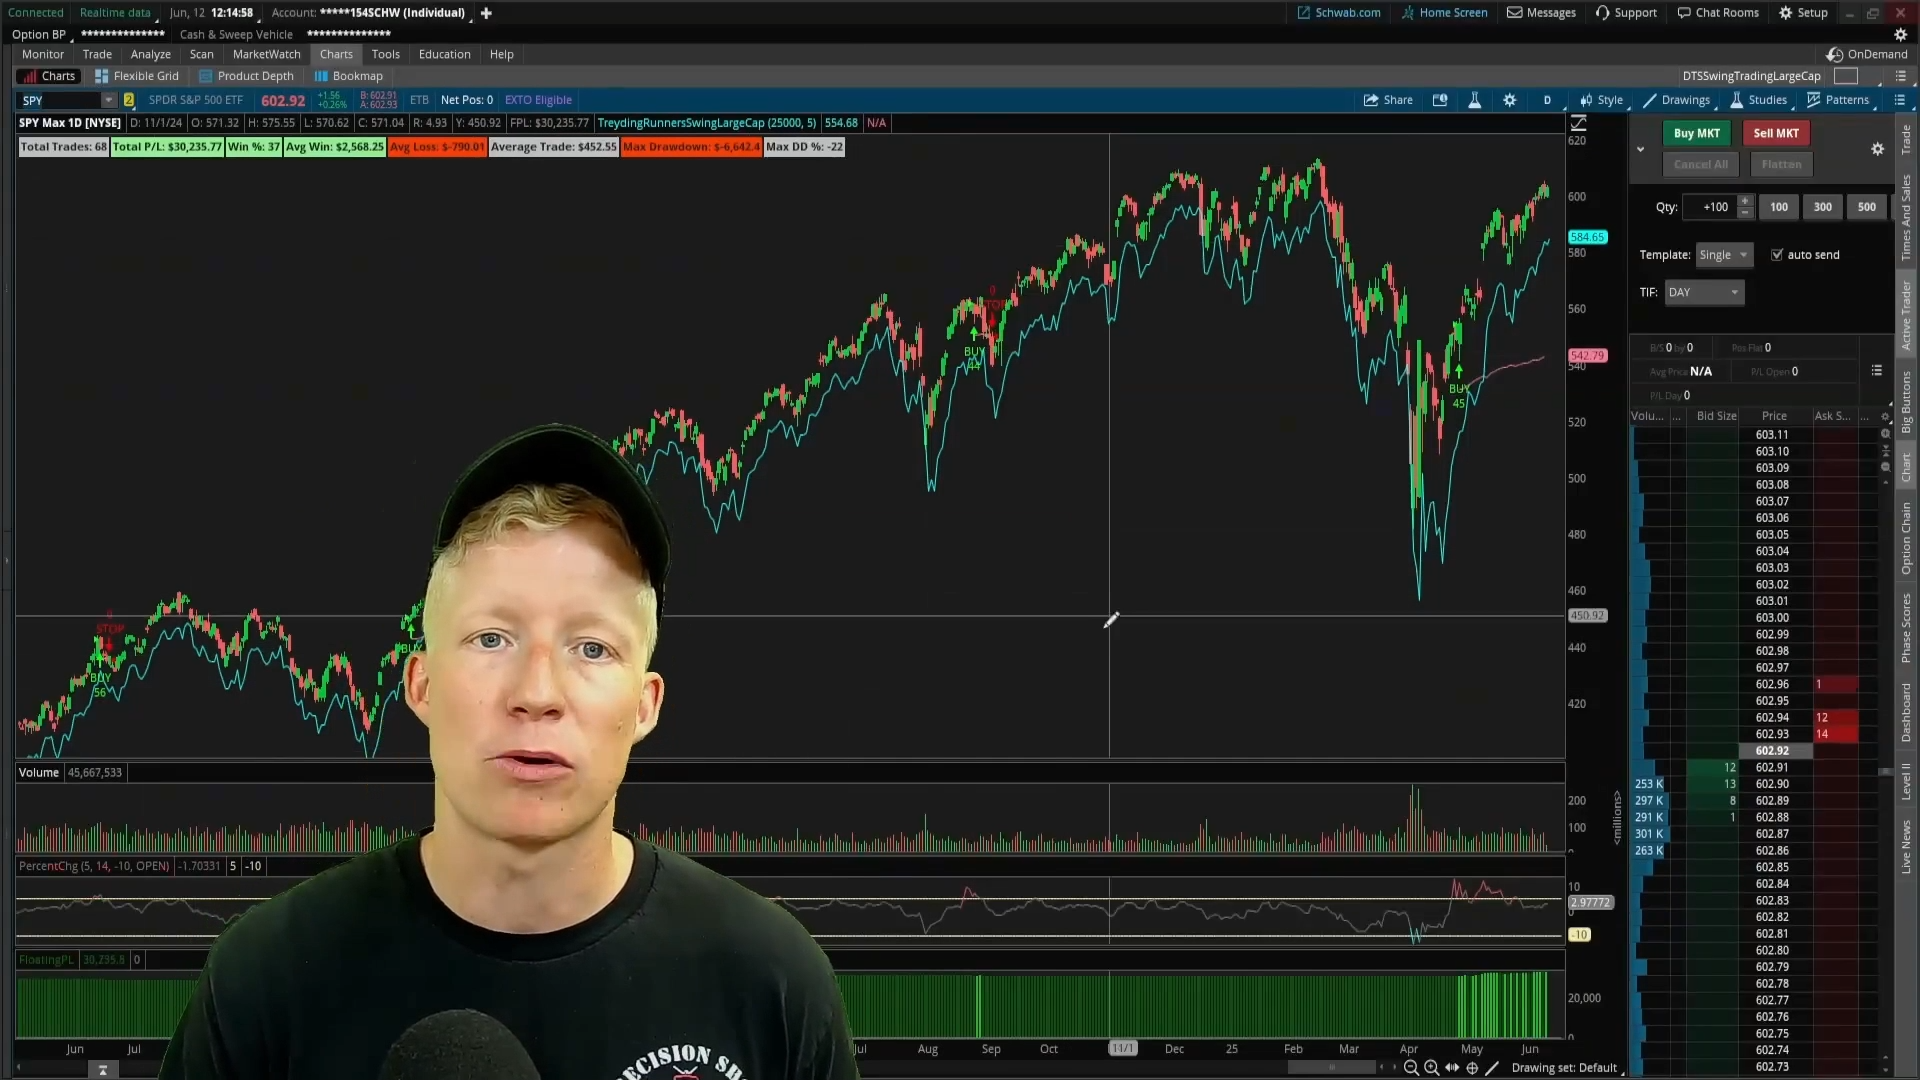 Connected Realtime data Jun, 12 12:14:58 Account: *****154SCHW (Individual) Schwab.com Home Screen Messages Support Chat Rooms Setup
Option BP ************** Cash & Sweep Vehicle **************
Monitor Trade Analyze Scan MarketWatch Charts Tools Education Help OnDemand
Charts Flexible Grid Product Depth Bookmap DTSSwingTradingLargeCap
SPY 2 SPDR S&P 500 ETF 602.92 +1.56 +0.26% B: 602.91 A: 602.93 ETB Net Pos: 0 EXTO Eligible Share D Style Drawings Studies Patterns
SPY Max 1D [NYSE] D: 11/1/24 O: 571.32 H: 575.55 L: 570.62 C: 571.04 R: 4.93 Y: 450.92 FPL: $30,235.77 TreydingRunnersSwingLargeCap (25000, 5) 554.68 N/A
Total Trades: 68 Total P/L: $30,235.77 Win %: 37 Avg Win: $2,568.25 Avg Loss: $-790.01 Average Trade: $452.55 Max Drawdown: $-6,642.4 Max DD %: -22
620
600
584.65
580
560
542.79
540
520
500
480
460
450.92
440
420
0
STOP
BUY
56
BUY
BUY
44
0
STOP
BUY
45
Volume 45,667,533
200
100
<millions>
PercentChg (5, 14, -10, OPEN) -1.70331 5 -10
10
2.97772
0
-10
FloatingPL 30,235.8 0
20,000
0
Jun Jul Jul Aug Sep Oct 11/1 Dec 25 Feb Mar Apr May Jun
Drawing set: Default
ECISION SH
Buy MKT Sell MKT
Cancel All Flatten
Qty: +100 100 300 500
Template: Single auto send
TIF: DAY
B/S 0 by 0 Pos Flat 0
Avg Price N/A P/L Open 0
P/L Day 0
Volu... ... Bid Size Price Ask S... ...
603.11
603.10
603.09
603.08
603.07
603.06
603.05
603.04
603.03
603.02
603.01
603.00
602.99
602.98
602.97
602.96 1
602.95
602.94 12
602.93 14
602.92
12 602.91
253 K 13 602.90
297 K 8 602.89
291 K 1 602.88
301 K 602.87
263 K 602.86
602.85
602.84
602.83
602.82
602.81
602.80
602.79
602.78
602.77
602.76
602.75
602.74
602.73
Trade
Times And Sales
Active Trader
Big Buttons
Chart
Option Chain
Phase Scores
Dashboard
Level II
Live News